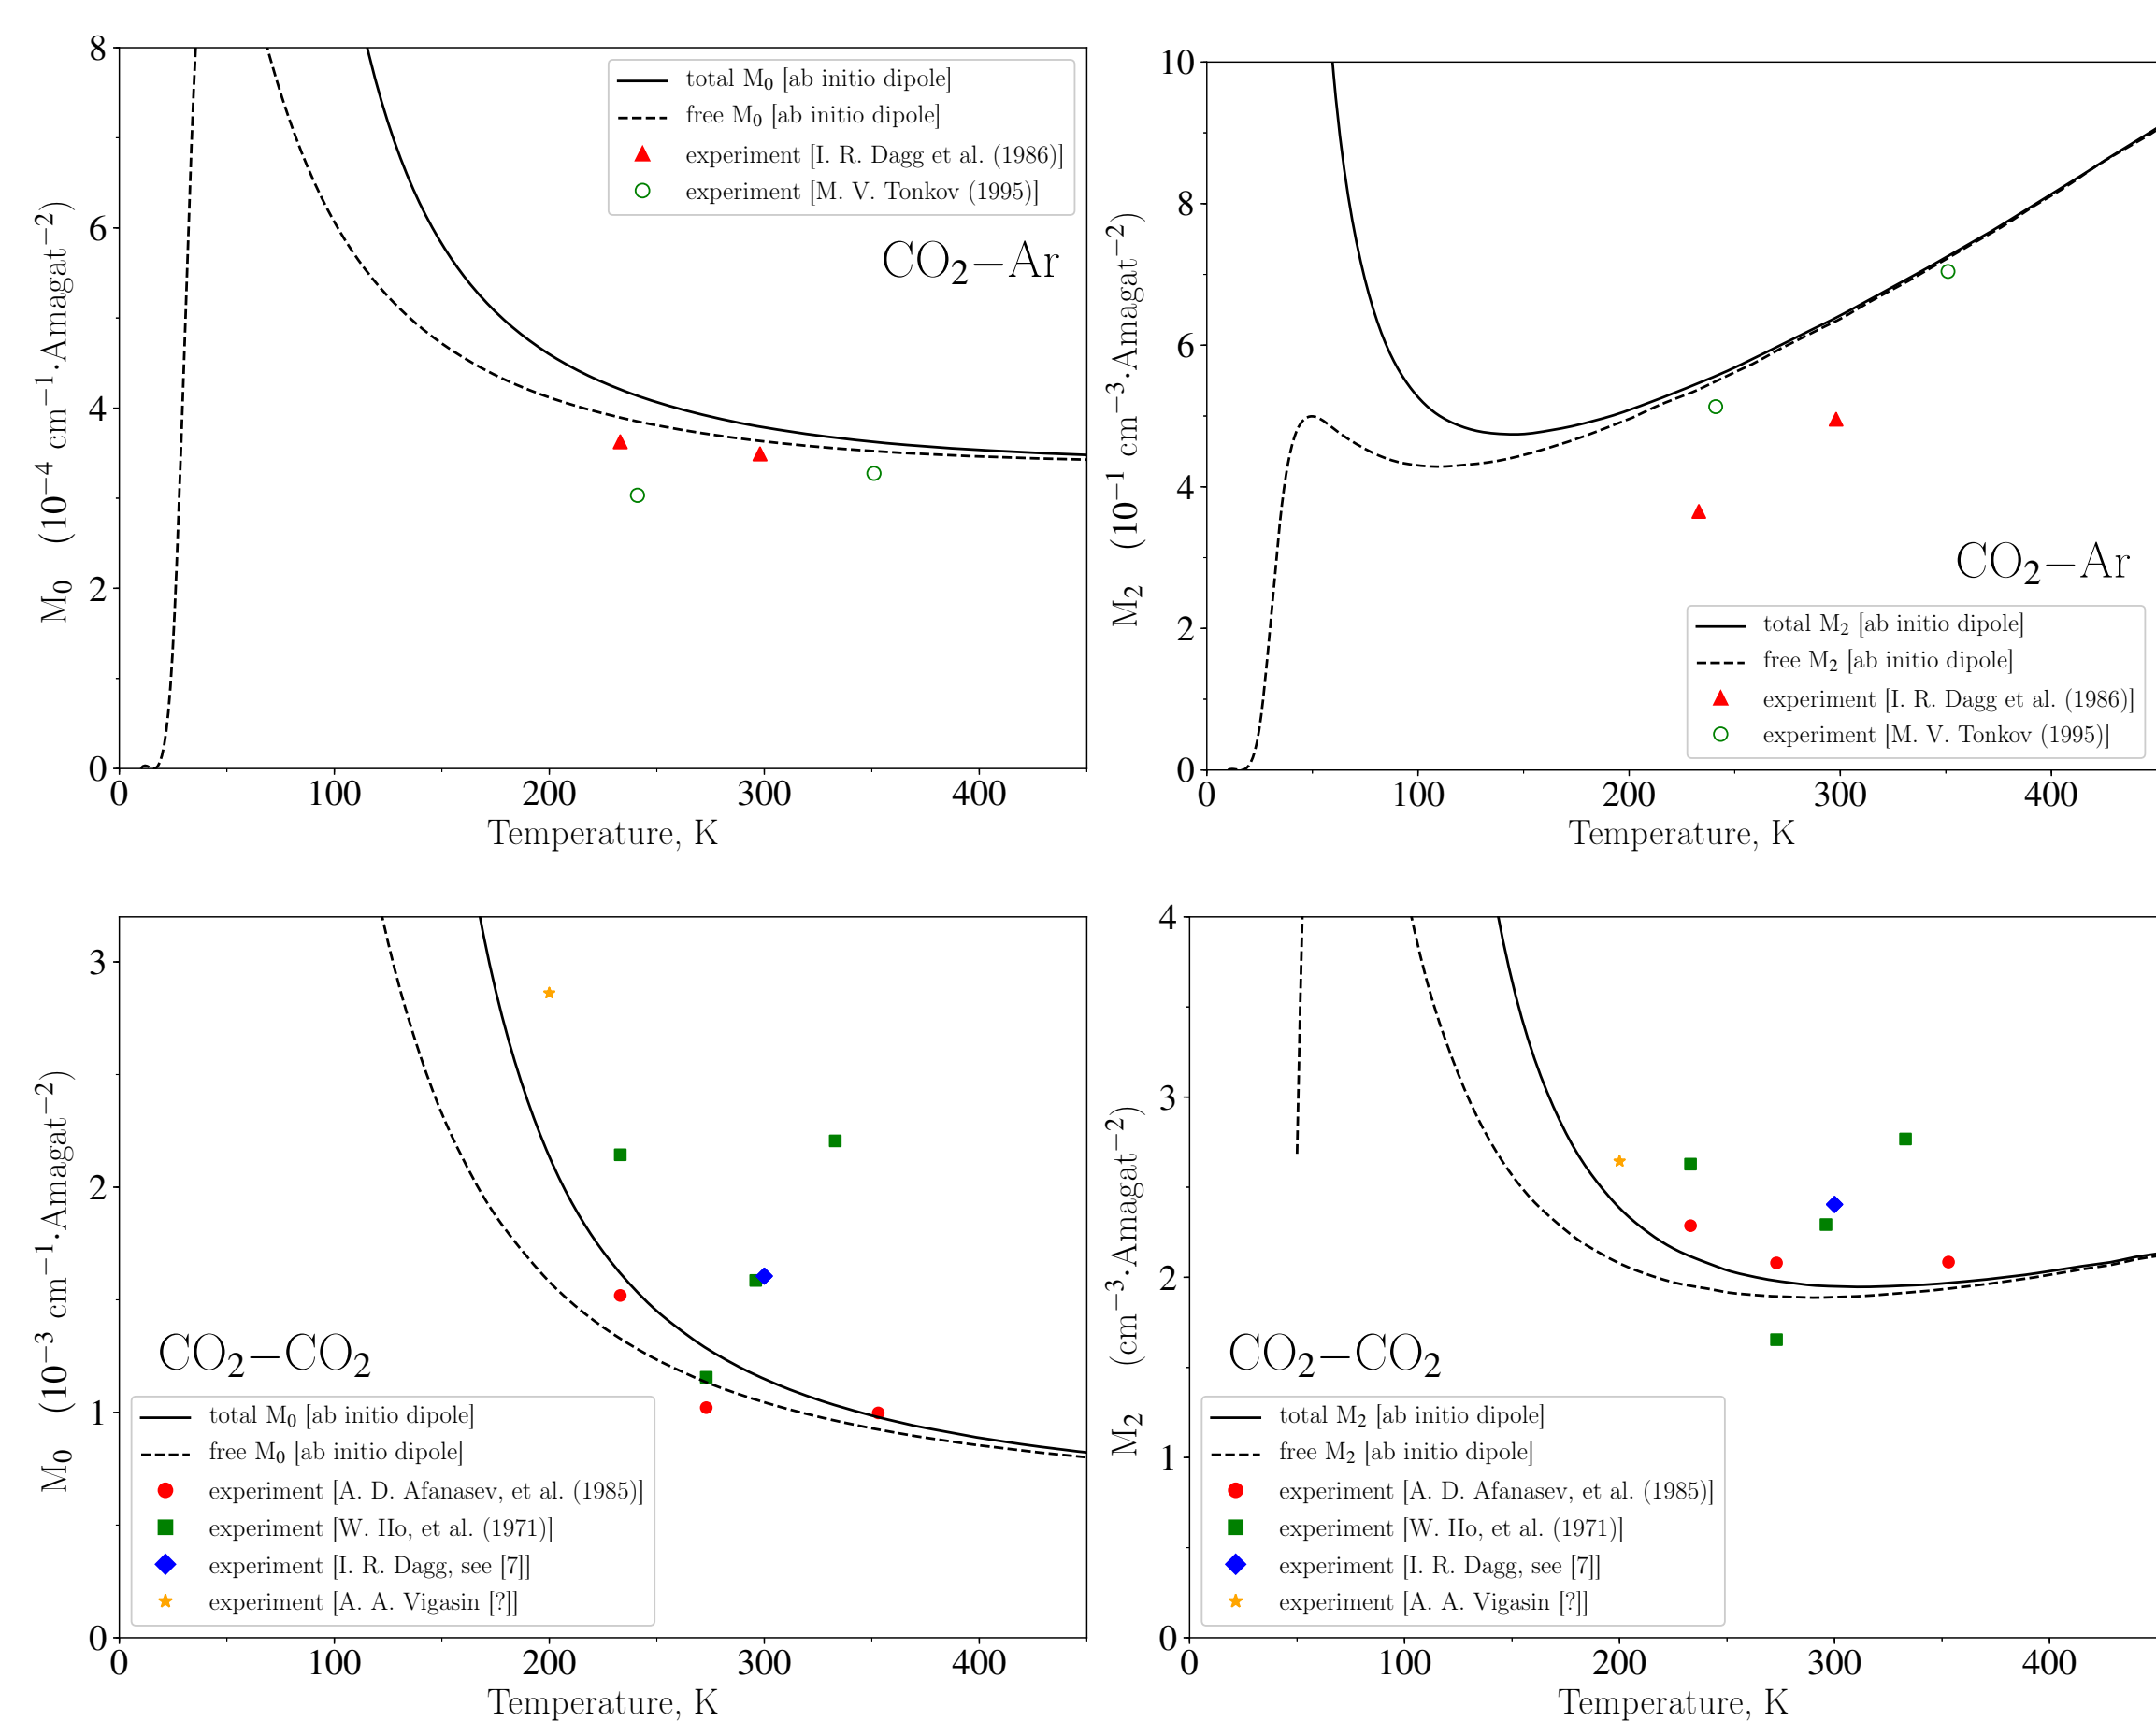 8
6
4
2
0
M₀ (10⁻⁴ cm⁻¹.Amagat⁻²)
total M₀ [ab initio dipole]
free M₀ [ab initio dipole]
experiment [I. R. Dagg et al. (1986)]
experiment [M. V. Tonkov (1995)]
CO₂−Ar
0 100 200 300 400
Temperature, K
10
8
6
4
2
0
M₂ (10⁻¹ cm⁻³.Amagat⁻²)
CO₂−Ar
total M₂ [ab initio dipole]
free M₂ [ab initio dipole]
experiment [I. R. Dagg et al. (1986)]
experiment [M. V. Tonkov (1995)]
0 100 200 300 400
Temperature, K
3
2
1
0
M₀ (10⁻³ cm⁻¹.Amagat⁻²)
CO₂−CO₂
total M₀ [ab initio dipole]
free M₀ [ab initio dipole]
experiment [A. D. Afanasev, et al. (1985)]
experiment [W. Ho, et al. (1971)]
experiment [I. R. Dagg, see [7]]
experiment [A. A. Vigasin [?]]
0 100 200 300 400
Temperature, K
4
3
2
1
0
M₂ (cm⁻³.Amagat⁻²)
CO₂−CO₂
total M₂ [ab initio dipole]
free M₂ [ab initio dipole]
experiment [A. D. Afanasev, et al. (1985)]
experiment [W. Ho, et al. (1971)]
experiment [I. R. Dagg, see [7]]
experiment [A. A. Vigasin [?]]
0 100 200 300 400
Temperature, K